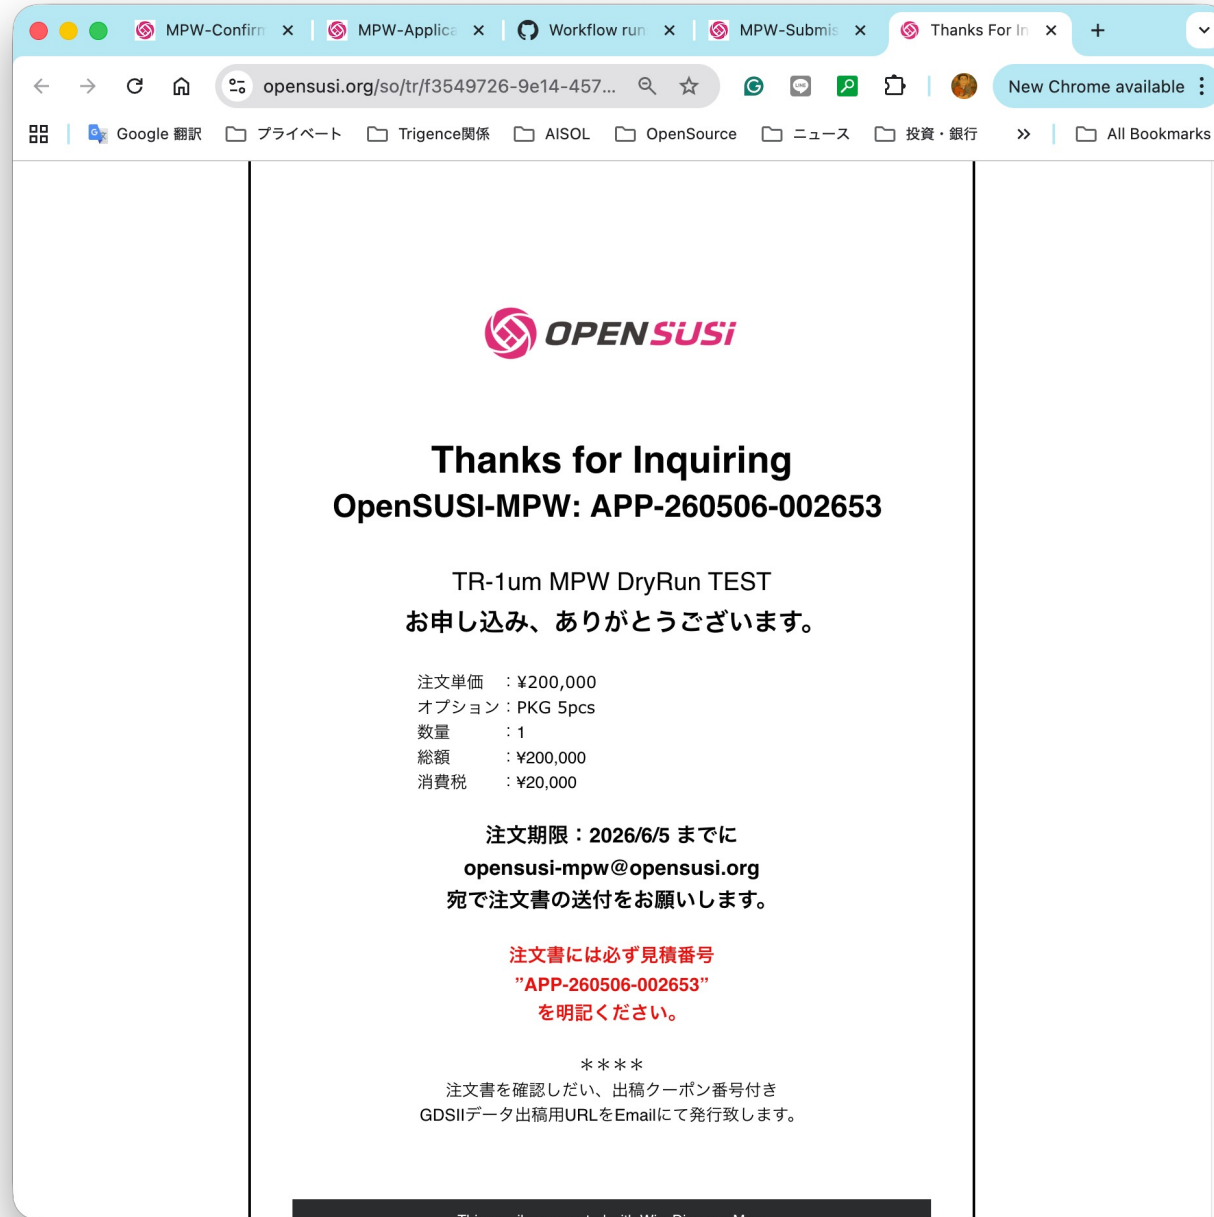 MPW-Confirm
MPW-Applica
Workflow run
MPW-Submis
Thanks For In
opensusi.org/so/tr/f3549726-9e14-457...
New Chrome available
Google 翻訳
プライベート
Trigence関係
AISOL
OpenSource
ニュース
投資・銀行
All Bookmarks
OPENSUSi
Thanks for Inquiring
OpenSUSI-MPW: APP-260506-002653
TR-1um MPW DryRun TEST
お申し込み、ありがとうございます。
注文単価 : ¥200,000
オプション : PKG 5pcs
数量 : 1
総額 : ¥200,000
消費税 : ¥20,000
注文期限：2026/6/5 までに
opensusi-mpw@opensusi.org
宛で注文書の送付をお願いします。
注文書には必ず見積番号
”APP-260506-002653”
を明記ください。
＊＊＊＊
注文書を確認しだい、出稿クーポン番号付き
GDSIIデータ出稿用URLをEmailにて発行致します。